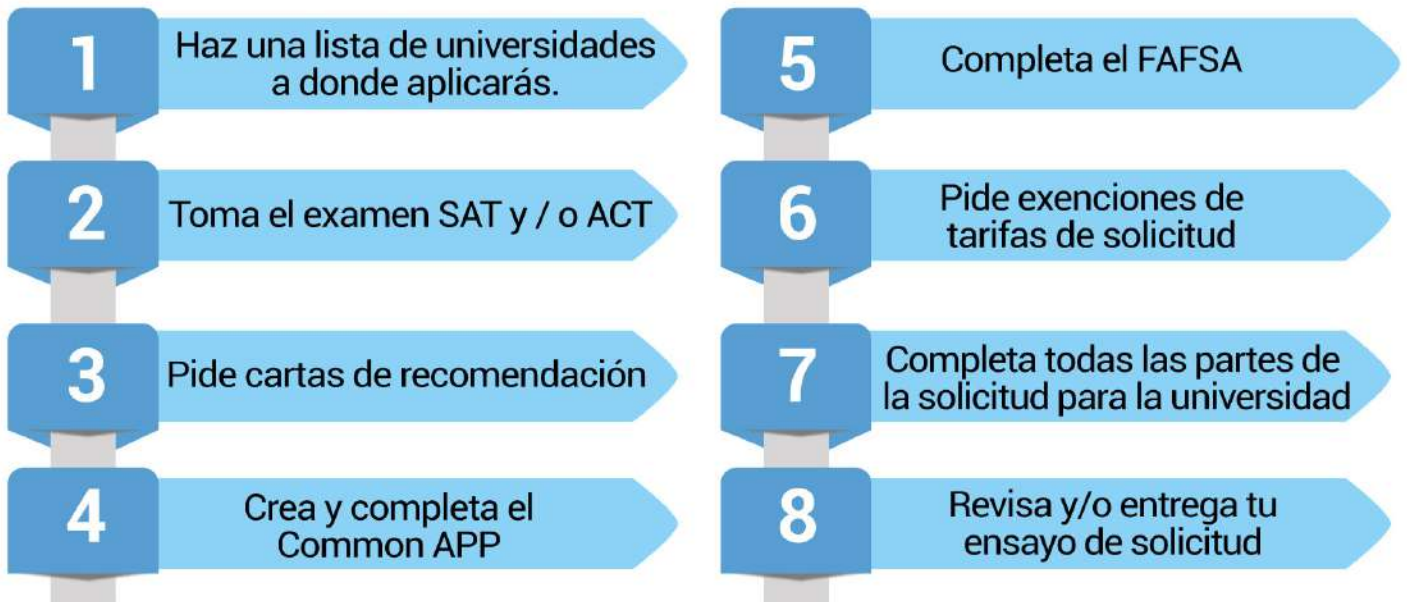 1
Haz una lista de universidades
a donde aplicarás.
2
Toma el examen SAT y / o ACT
3
Pide cartas de recomendación
4
Crea y completa el
Common APP
5
Completa el FAFSA
6
Pide exenciones de
tarifas de solicitud
7
Completa todas las partes de
la solicitud para la universidad
8
Revisa y/o entrega tu
ensayo de solicitud